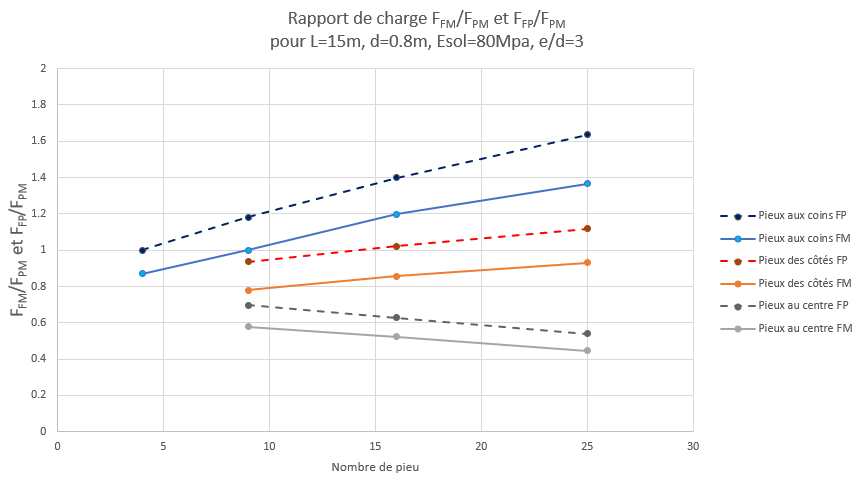 Rapport de charge FFM/FPM et FFP/FPM
pour L=15m, d=0.8m, Esol=80Mpa, e/d=3
2
1.8
1.6
1.4
1.2
1
0.8
0.6
0.4
0.2
0
FFM/FPM et FFP/FPM
0 5 10 15 20 25 30
Nombre de pieu
Pieux aux coins FP
Pieux aux coins FM
Pieux des côtés FP
Pieux des côtés FM
Pieux au centre FP
Pieux au centre FM